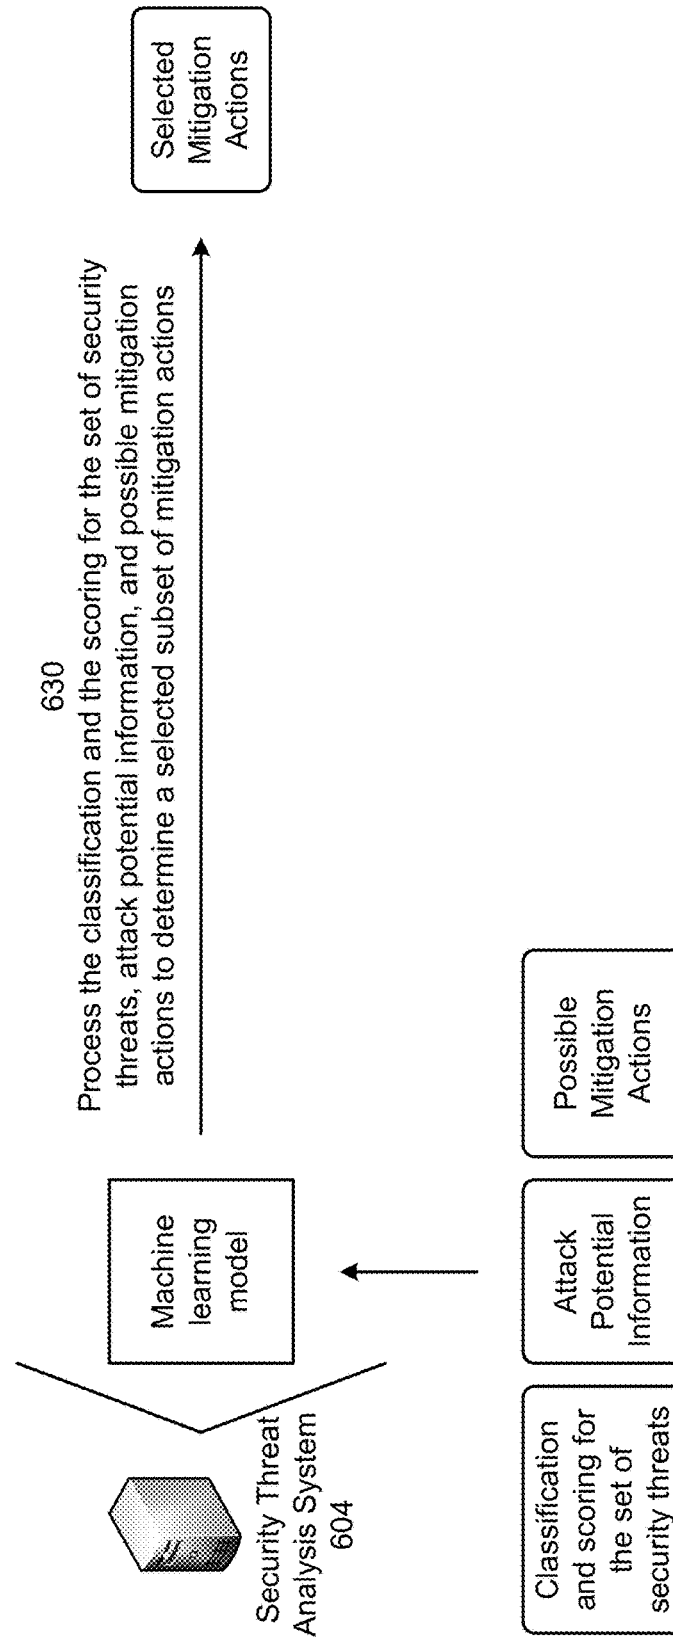 630
Process the classification and the scoring for the set of security
threats, attack potential information, and possible mitigation
actions to determine a selected subset of mitigation actions
Security Threat
Analysis System
604
Machine
learning
model
Selected
Mitigation
Actions
Classification
and scoring for
the set of
security threats
Attack
Potential
Information
Possible
Mitigation
Actions